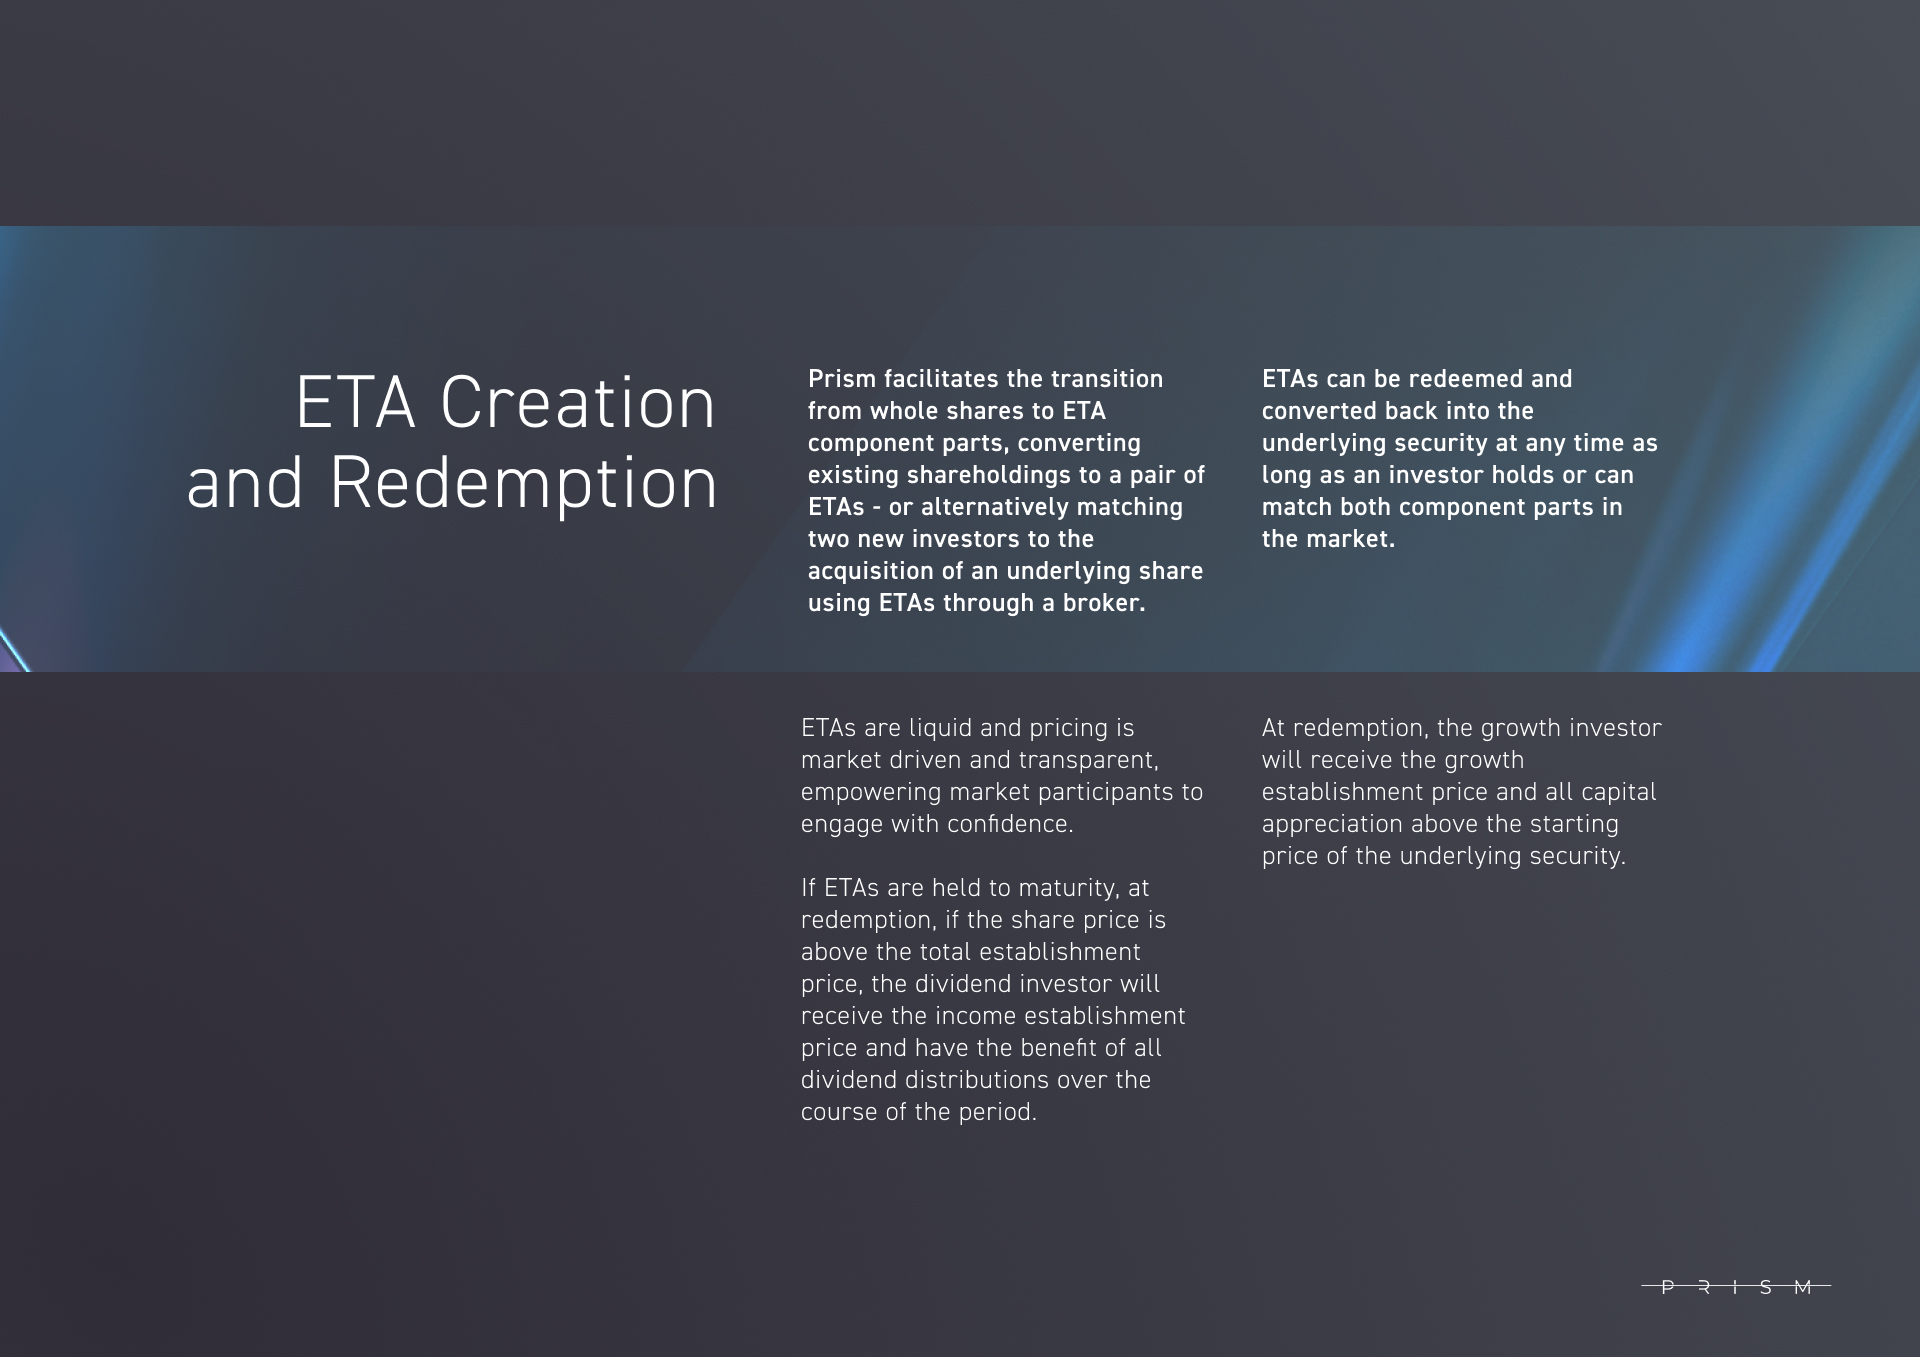 ETA Creation
and Redemption
Prism facilitates the transition
from whole shares to ETA
component parts, converting
existing shareholdings to a pair of
ETAs - or alternatively matching
two new investors to the
acquisition of an underlying share
using ETAs through a broker.
ETAs can be redeemed and
converted back into the
underlying security at any time as
long as an investor holds or can
match both component parts in
the market.
ETAs are liquid and pricing is
market driven and transparent,
empowering market participants to
engage with confidence.
If ETAs are held to maturity, at
redemption, if the share price is
above the total establishment
price, the dividend investor will
receive the income establishment
price and have the benefit of all
dividend distributions over the
course of the period.
At redemption, the growth investor
will receive the growth
establishment price and all capital
appreciation above the starting
price of the underlying security.
PRISM